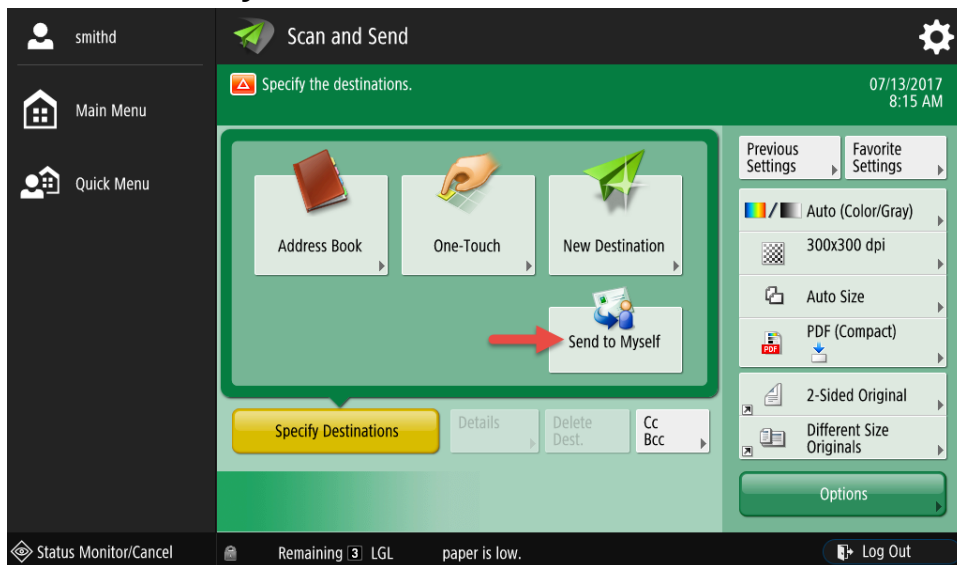 smithd
Main Menu
Quick Menu
Status Monitor/Cancel
Scan and Send
Specify the destinations.
07/13/2017
8:15 AM
Address Book
One-Touch
New Destination
Send to Myself
Specify Destinations
Details
Delete
Dest.
Cc
Bcc
Previous
Settings
Favorite
Settings
Auto (Color/Gray)
300x300 dpi
Auto Size
PDF
PDF (Compact)
2-Sided Original
Different Size
Originals
Options
Remaining 3 LGL paper is low.
Log Out